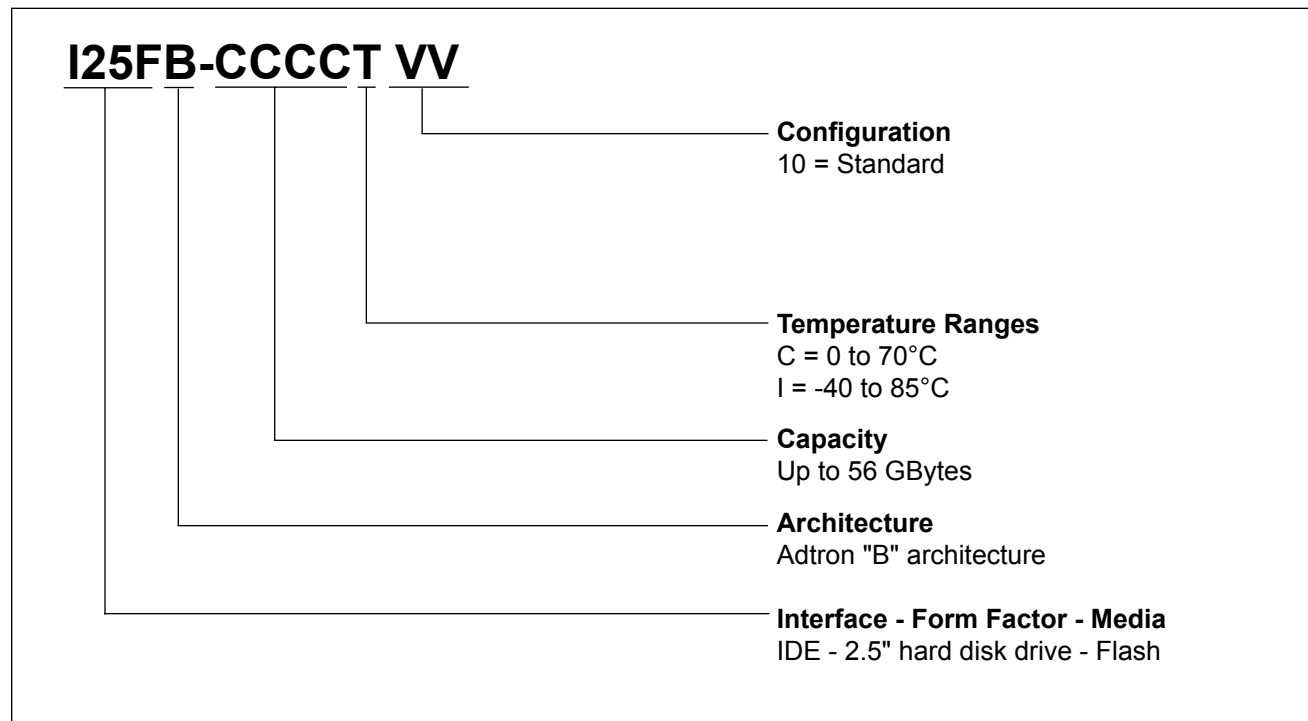 I25FB-CCCCT VV
Configuration
10 = Standard
Temperature Ranges
C = 0 to 70°C
I = -40 to 85°C
Capacity
Up to 56 GBytes
Architecture
Adtron "B" architecture
Interface - Form Factor - Media
IDE - 2.5" hard disk drive - Flash